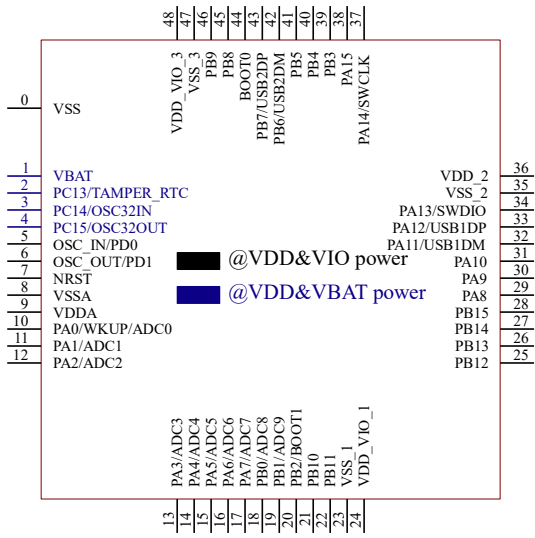 48
47
46
45
44
43
42
41
40
39
38
37
VDD_VIO_3
VSS_3
PB9
PB8
BOOT0
PB7/USB2DP
PB6/USB2DM
PB5
PB4
PB3
PA15
PA14/SWCLK
0 VSS
1 VBAT
2 PC13/TAMPER_RTC
3 PC14/OSC32IN
4 PC15/OSC32OUT
5 OSC_IN/PD0
6 OSC_OUT/PD1
7 NRST
8 VSSA
9 VDDA
10 PA0/WKUP/ADC0
11 PA1/ADC1
12 PA2/ADC2
@VDD&VIO power
@VDD&VBAT power
VDD_2 36
VSS_2 35
PA13/SWDIO 34
PA12/USB1DP 33
PA11/USB1DM 32
PA10 31
PA9 30
PA8 29
PB15 28
PB14 27
PB13 26
PB12 25
PA3/ADC3
PA4/ADC4
PA5/ADC5
PA6/ADC6
PA7/ADC7
PB0/ADC8
PB1/ADC9
PB2/BOOT1
PB10
PB11
VSS_1
VDD_VIO_1
13
14
15
16
17
18
19
20
21
22
23
24